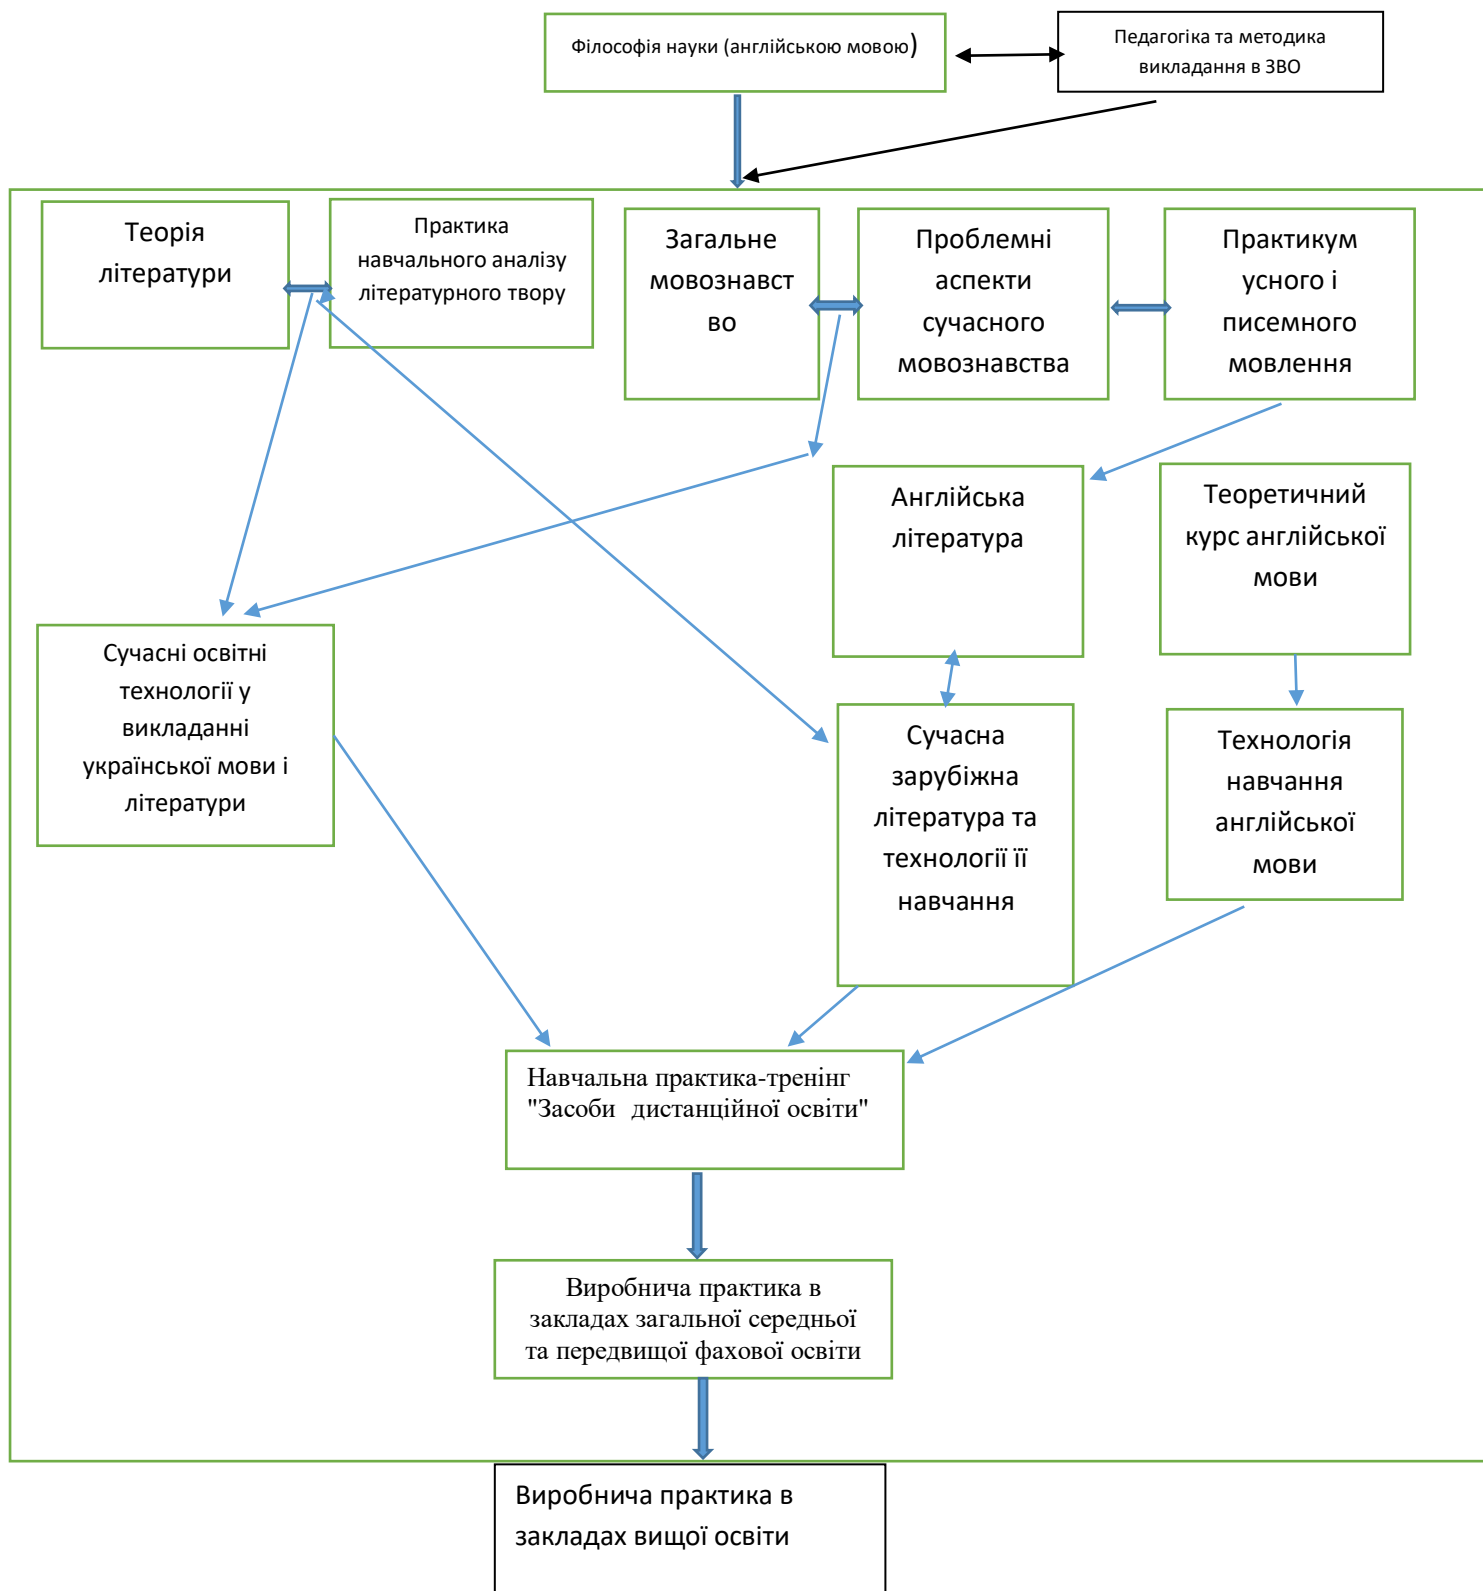 Філософія науки (англійською мовою)
Педагогіка та методика
викладання в ЗВО
Теорія
літератури
Практика
навчального аналізу
літературного твору
Загальне
мовознавст
во
Проблемні
аспекти
сучасного
мовознавства
Практикум
усного і
писемного
мовлення
Англійська
література
Теоретичний
курс англійської
мови
Сучасні освітні
технології у
викладанні
української мови і
літератури
Сучасна
зарубіжна
література та
технології її
навчання
Технологія
навчання
англійської
мови
Навчальна практика-тренінг
"Засоби дистанційної освіти"
Виробнича практика в
закладах загальної середньої
та передвищої фахової освіти
Виробнича практика в
закладах вищої освіти